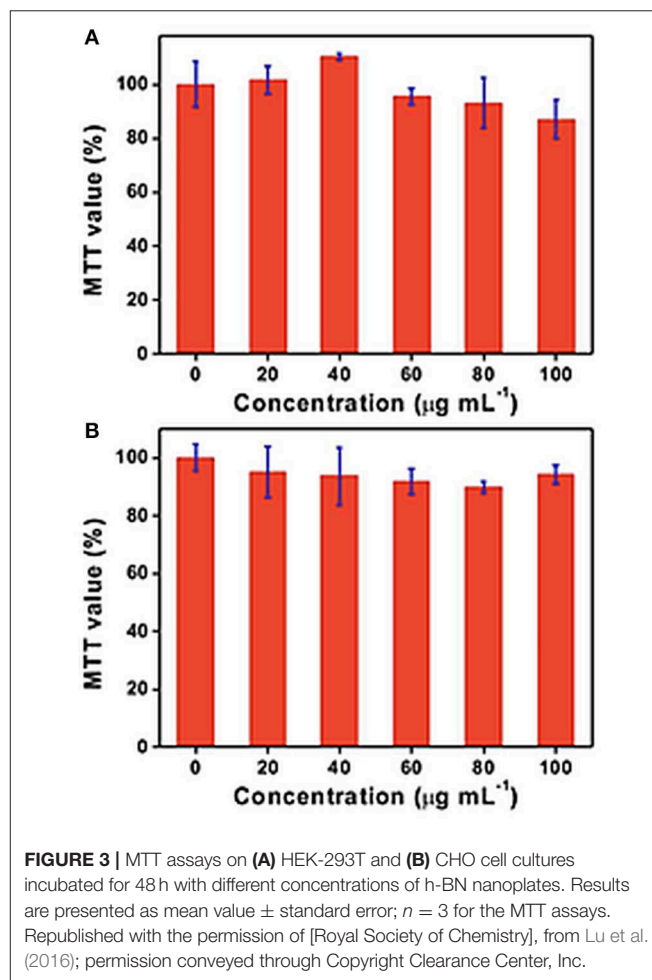 A
MTT value (%)
100
80
60
40
20
0
0 20 40 60 80 100
Concentration (μg mL⁻¹)
B
MTT value (%)
100
80
60
40
20
0
0 20 40 60 80 100
Concentration (μg mL⁻¹)
FIGURE 3 | MTT assays on (A) HEK-293T and (B) CHO cell cultures
incubated for 48 h with different concentrations of h-BN nanoplates. Results
are presented as mean value ± standard error; n = 3 for the MTT assays.
Republished with the permission of [Royal Society of Chemistry], from Lu et al.
(2016); permission conveyed through Copyright Clearance Center, Inc.